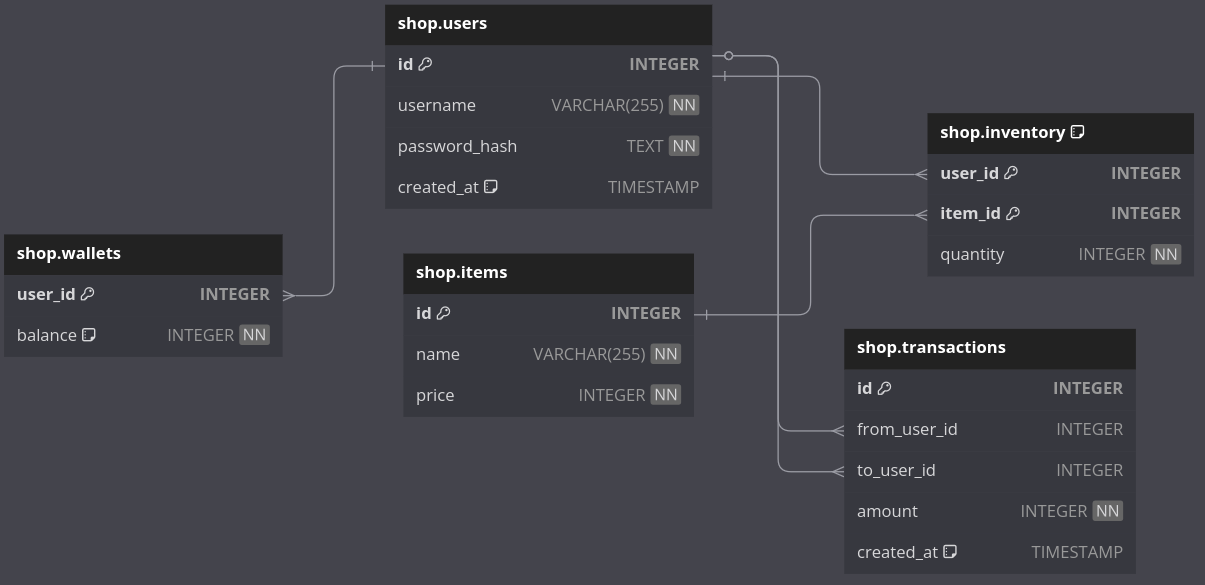 shop.users
id INTEGER
username VARCHAR(255) NN
password_hash TEXT NN
created_at TIMESTAMP
shop.wallets
user_id INTEGER
balance INTEGER NN
shop.items
id INTEGER
name VARCHAR(255) NN
price INTEGER NN
shop.inventory
user_id INTEGER
item_id INTEGER
quantity INTEGER NN
shop.transactions
id INTEGER
from_user_id INTEGER
to_user_id INTEGER
amount INTEGER NN
created_at TIMESTAMP